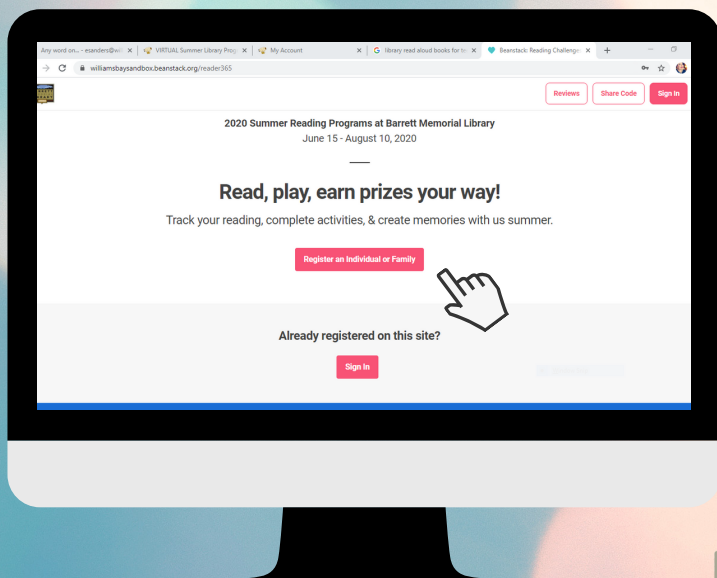 Any word on... - esanders@wil
VIRTUAL Summer Library Prog
My Account
library read aloud books for te
Beanstack: Reading Challenges
williamsbaysandbox.beanstack.org/reader365
Reviews
Share Code
Sign In
2020 Summer Reading Programs at Barrett Memorial Library
June 15 - August 10, 2020
Read, play, earn prizes your way!
Track your reading, complete activities, & create memories with us summer.
Register an Individual or Family
Already registered on this site?
Sign In